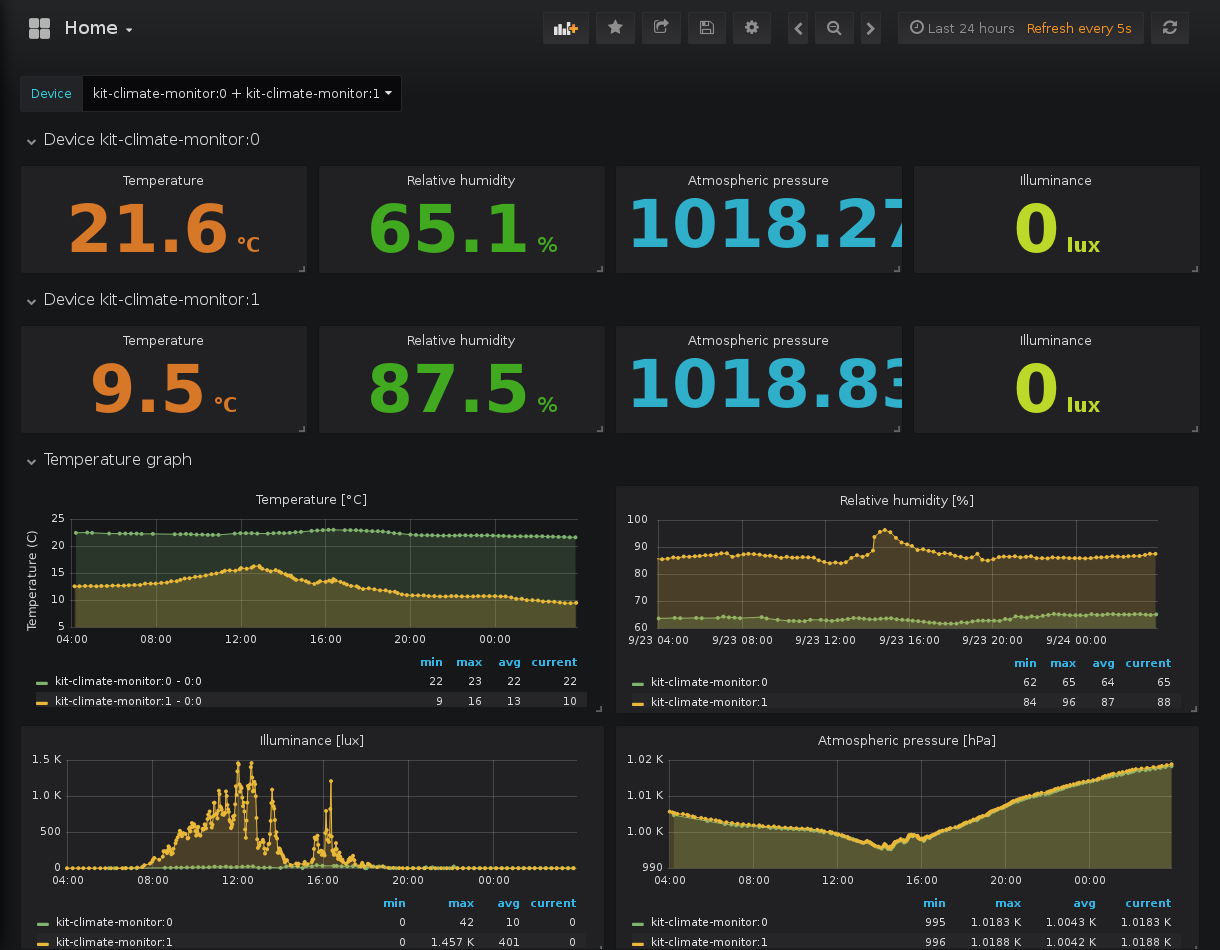 Home
Last 24 hours Refresh every 5s
Device kit-climate-monitor:0 + kit-climate-monitor:1
Device kit-climate-monitor:0
Temperature Relative humidity Atmospheric pressure Illuminance
21.6 °C 65.1 % 1018.27 0 lux
Device kit-climate-monitor:1
Temperature Relative humidity Atmospheric pressure Illuminance
9.5 °C 87.5 % 1018.83 0 lux
Temperature graph
Temperature [°C]
Temperature (C)
25
20
15
10
5
04:00 08:00 12:00 16:00 20:00 00:00
min max avg current
kit-climate-monitor:0 - 0:0 22 23 22 22
kit-climate-monitor:1 - 0:0 9 16 13 10
Relative humidity [%]
100
90
80
70
60
9/23 04:00 9/23 08:00 9/23 12:00 9/23 16:00 9/23 20:00 9/24 00:00
min max avg current
kit-climate-monitor:0 62 65 64 65
kit-climate-monitor:1 84 96 87 88
Illuminance [lux]
1.5 K
1.0 K
500
0
04:00 08:00 12:00 16:00 20:00 00:00
min max avg current
kit-climate-monitor:0 0 42 10 0
kit-climate-monitor:1 0 1.457 K 401 0
Atmospheric pressure [hPa]
1.02 K
1.01 K
1.00 K
990
04:00 08:00 12:00 16:00 20:00 00:00
min max avg current
kit-climate-monitor:0 995 1.0183 K 1.0043 K 1.0183 K
kit-climate-monitor:1 996 1.0188 K 1.0042 K 1.0188 K